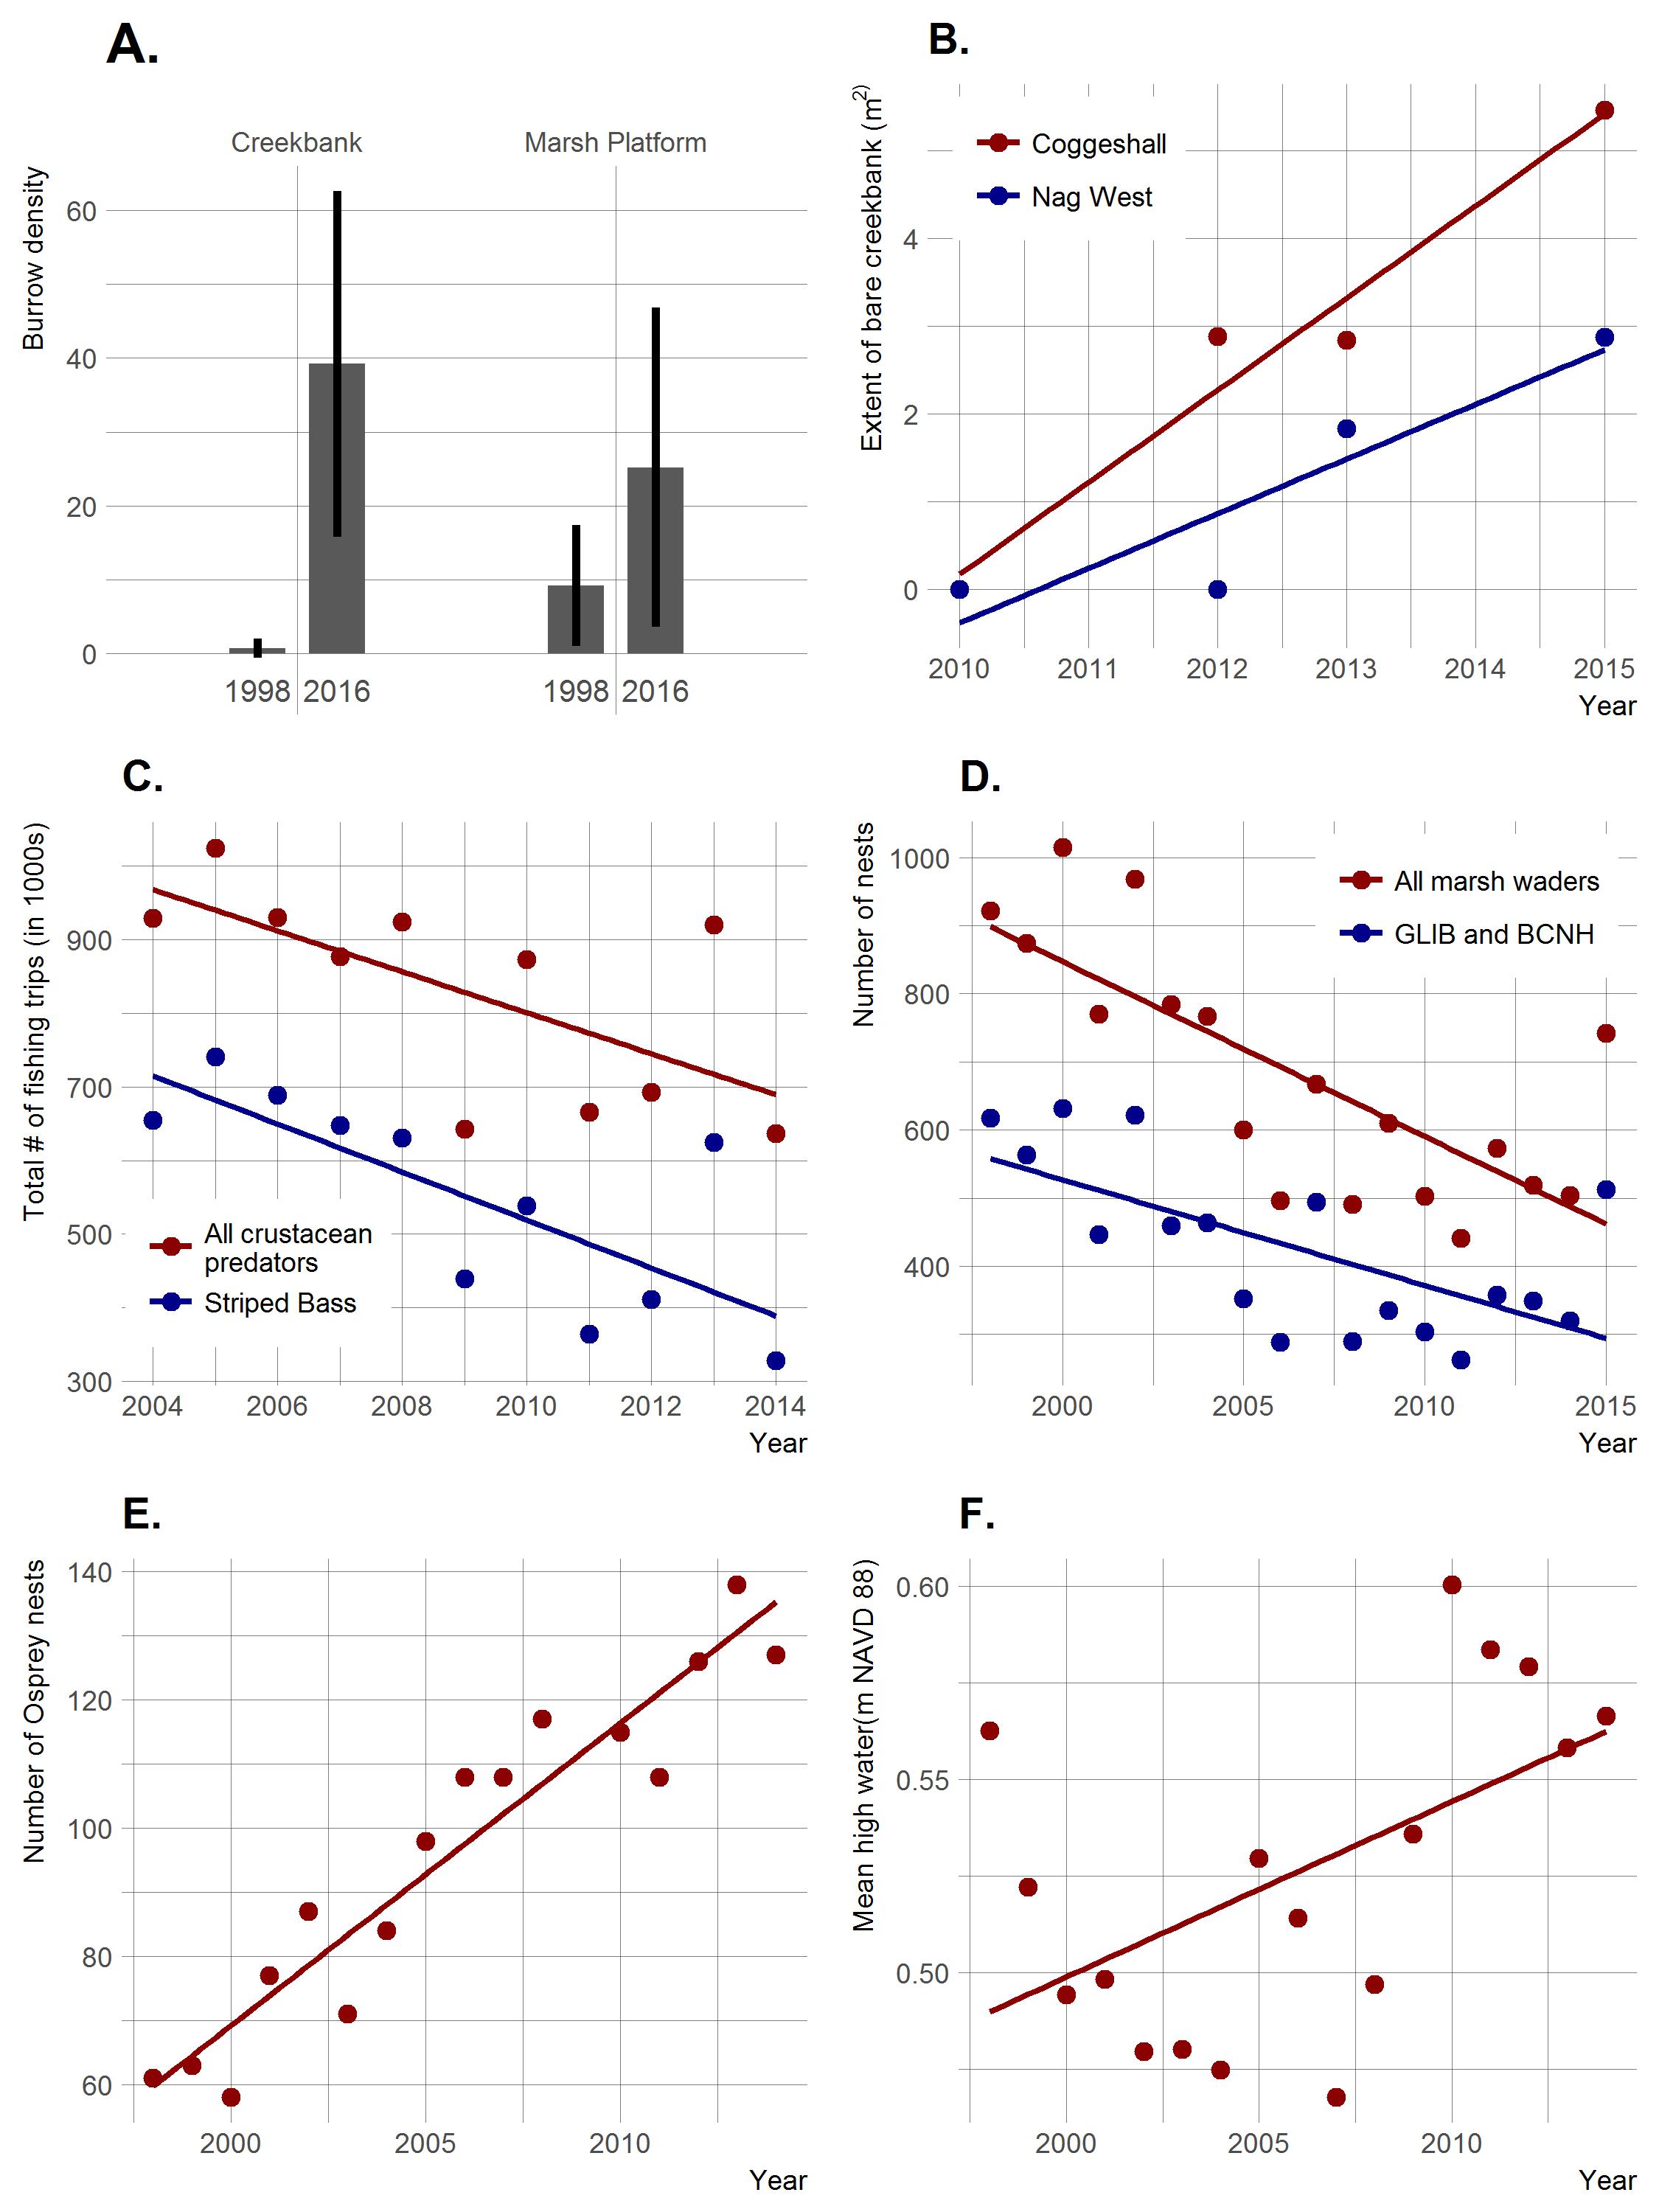 A.
Creekbank
Marsh Platform
Burrow density
60
40
20
0
1998 2016
1998 2016
B.
Extent of bare creekbank (m²)
Coggeshall
Nag West
4
2
0
2010 2011 2012 2013 2014 2015
Year
C.
Total # of fishing trips (in 1000s)
900
700
500
300
All crustacean
predators
Striped Bass
2004 2006 2008 2010 2012 2014
Year
D.
Number of nests
1000
800
600
400
All marsh waders
GLIB and BCNH
2000 2005 2010 2015
Year
E.
Number of Osprey nests
140
120
100
80
60
2000 2005 2010
Year
F.
Mean high water(m NAVD 88)
0.60
0.55
0.50
2000 2005 2010
Year